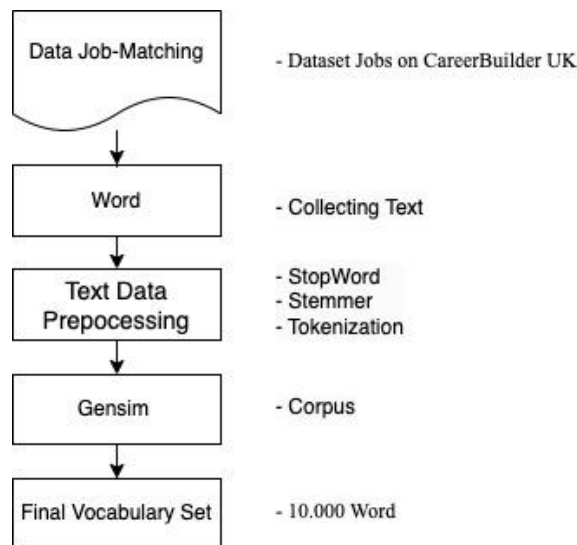 Data Job-Matching
- Dataset Jobs on CareerBuilder UK
Word
- Collecting Text
Text Data
Prepocessing
- StopWord
- Stemmer
- Tokenization
Gensim
- Corpus
Final Vocabulary Set
- 10.000 Word